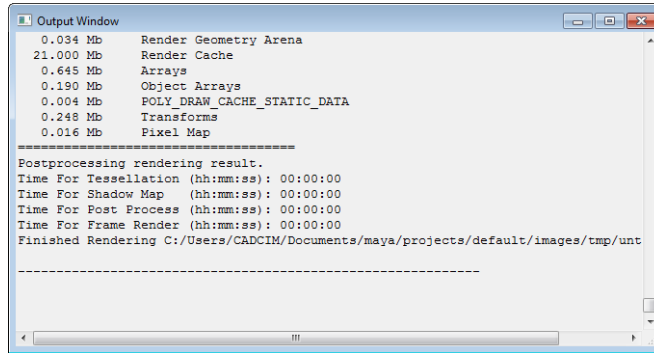 Output Window
0.034 Mb Render Geometry Arena
21.000 Mb Render Cache
0.645 Mb Arrays
0.190 Mb Object Arrays
0.004 Mb POLY_DRAW_CACHE_STATIC_DATA
0.248 Mb Transforms
0.016 Mb Pixel Map
====================================
Postprocessing rendering result.
Time For Tessellation (hh:mm:ss): 00:00:00
Time For Shadow Map (hh:mm:ss): 00:00:00
Time For Post Process (hh:mm:ss): 00:00:00
Time For Frame Render (hh:mm:ss): 00:00:00
Finished Rendering C:/Users/CADCIM/Documents/maya/projects/default/images/tmp/unt
------------------------------------------------------------